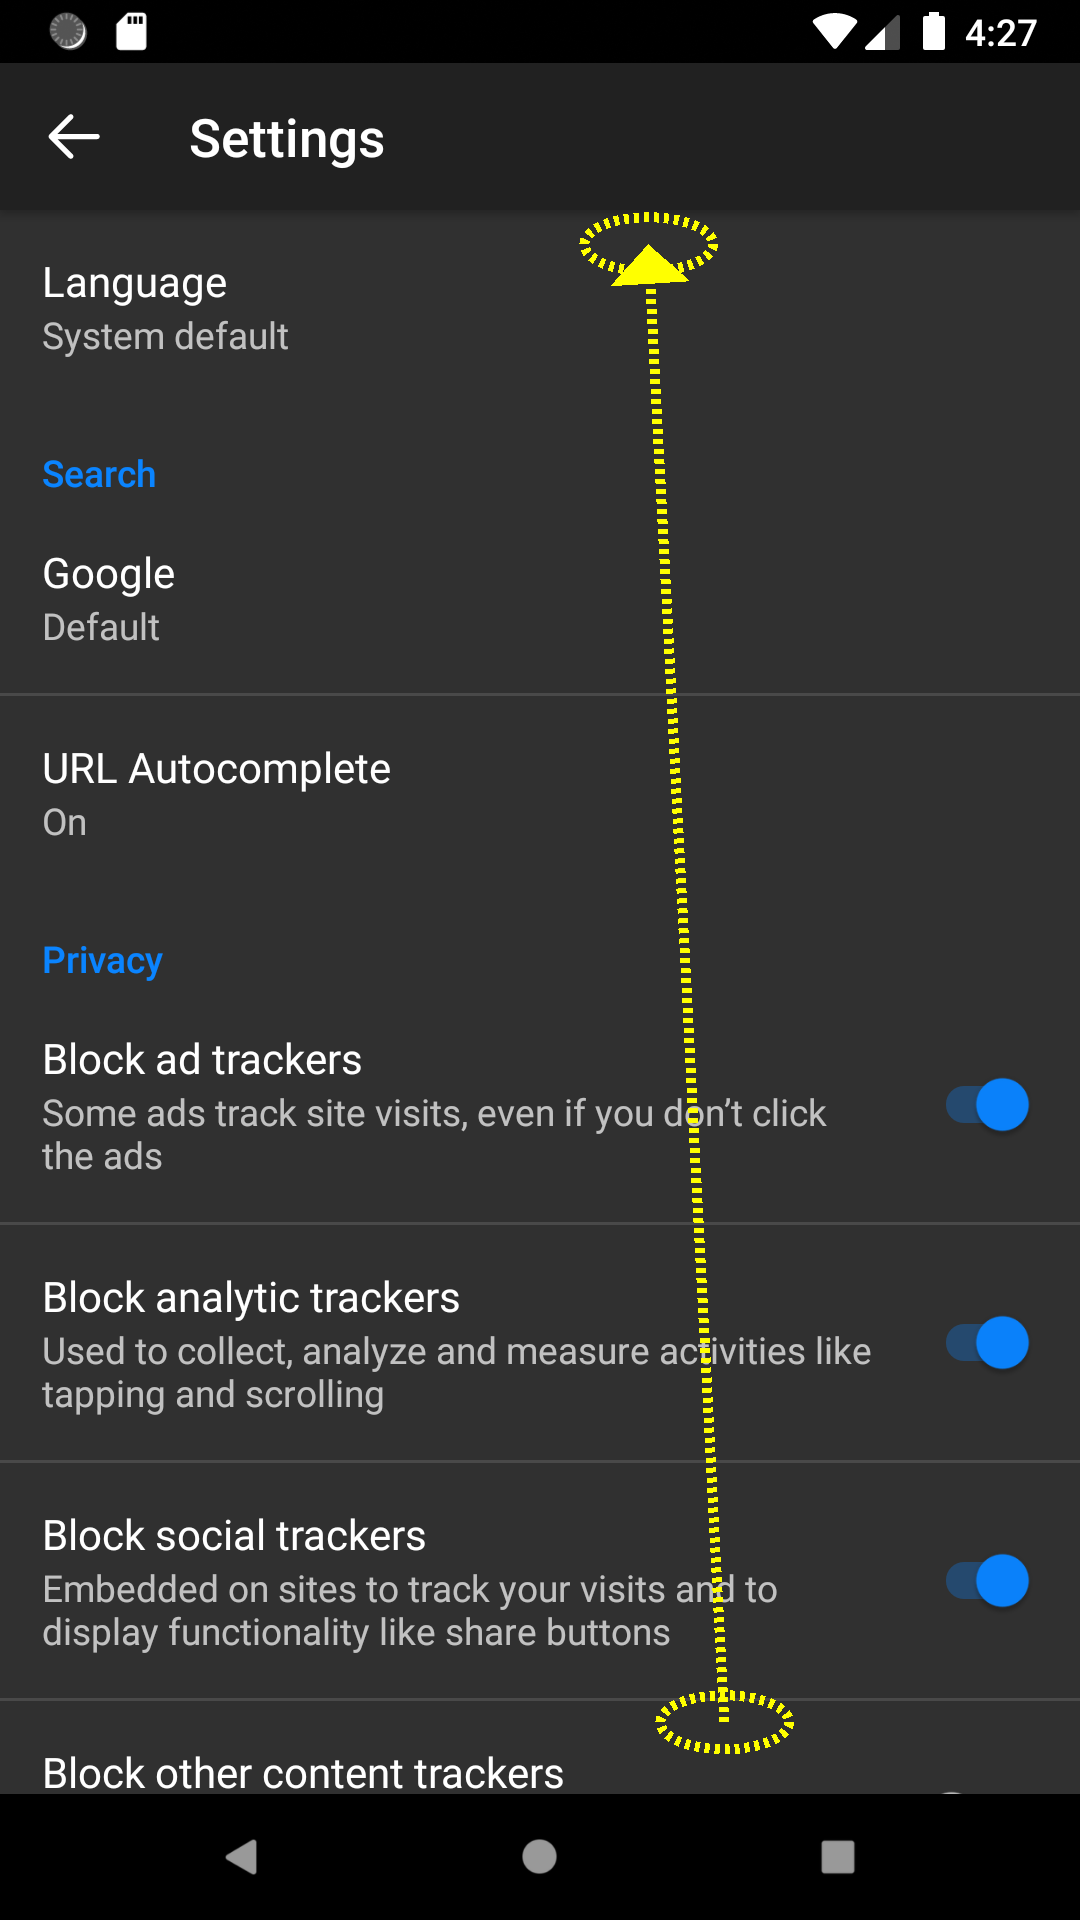 4:27
Settings
Language
System default
Search
Google
Default
URL Autocomplete
On
Privacy
Block ad trackers
Some ads track site visits, even if you don’t click
the ads
Block analytic trackers
Used to collect, analyze and measure activities like
tapping and scrolling
Block social trackers
Embedded on sites to track your visits and to
display functionality like share buttons
Block other content trackers